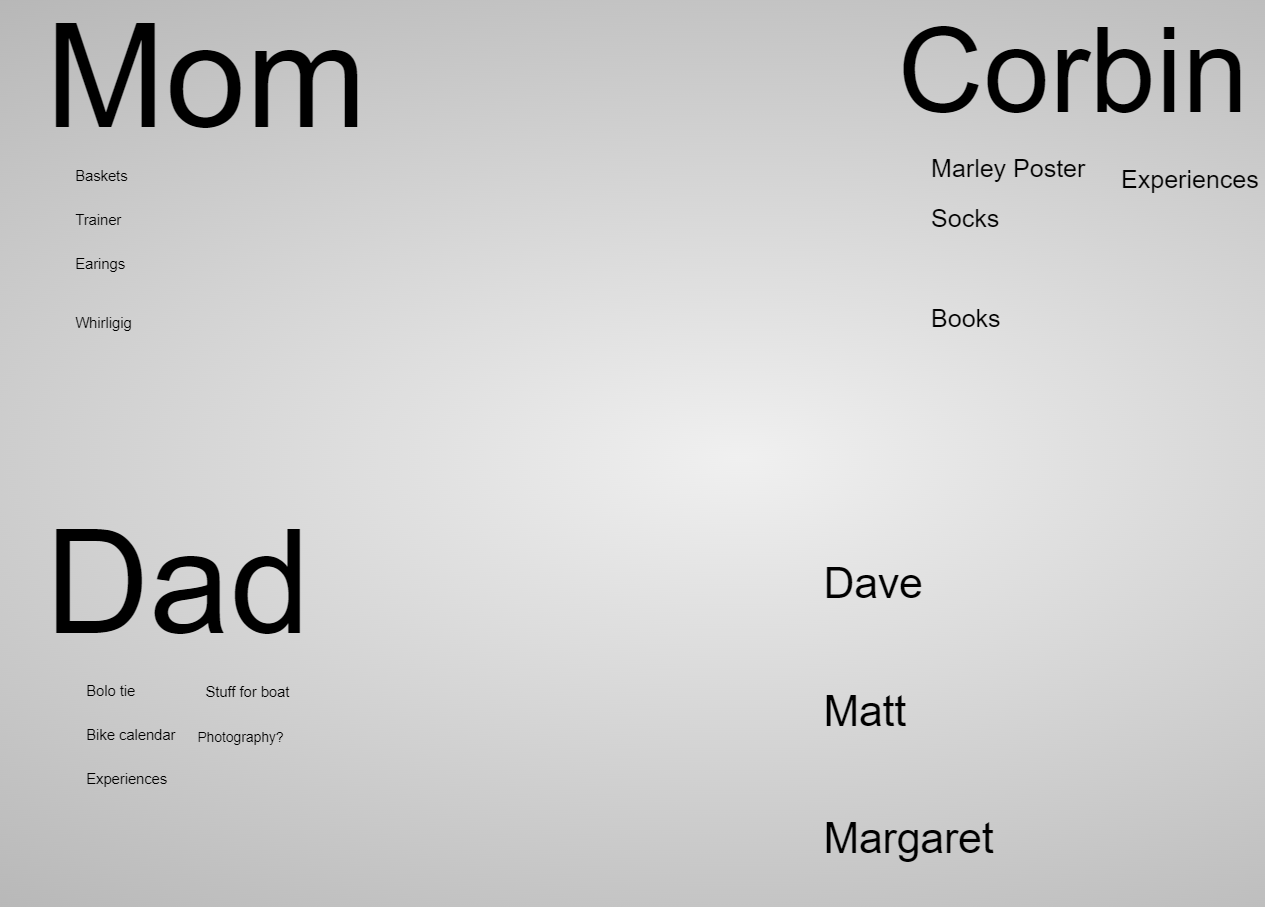 Mom
Baskets
Trainer
Earings
Whirligig
Corbin
Marley Poster
Experiences
Socks
Books
Dad
Bolo tie
Stuff for boat
Bike calendar
Photography?
Experiences
Dave
Matt
Margaret